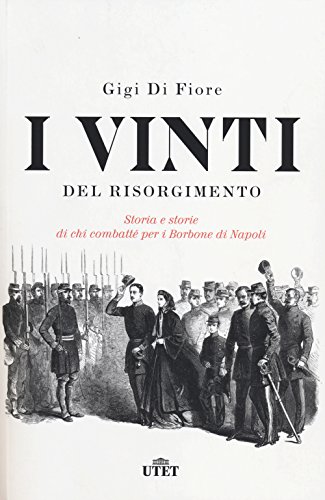 Gigi Di Fiore
I VINTI
DEL RISORGIMENTO
Storia e storie
di chi combatté per i Borbone di Napoli
UTET